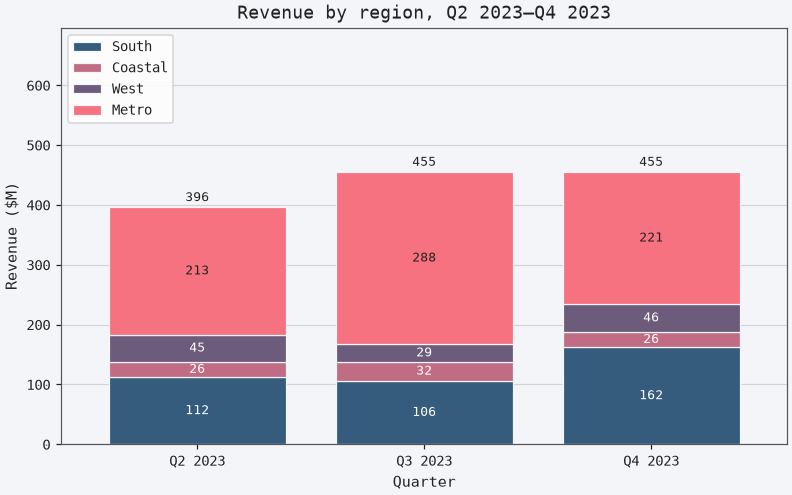 Revenue by region, Q2 2023–Q4 2023
South
Coastal
West
Metro
Revenue ($M)
600
500
400
300
200
100
0
396
455
455
213
288
221
45
29
46
26
32
26
112
106
162
Q2 2023
Q3 2023
Q4 2023
Quarter